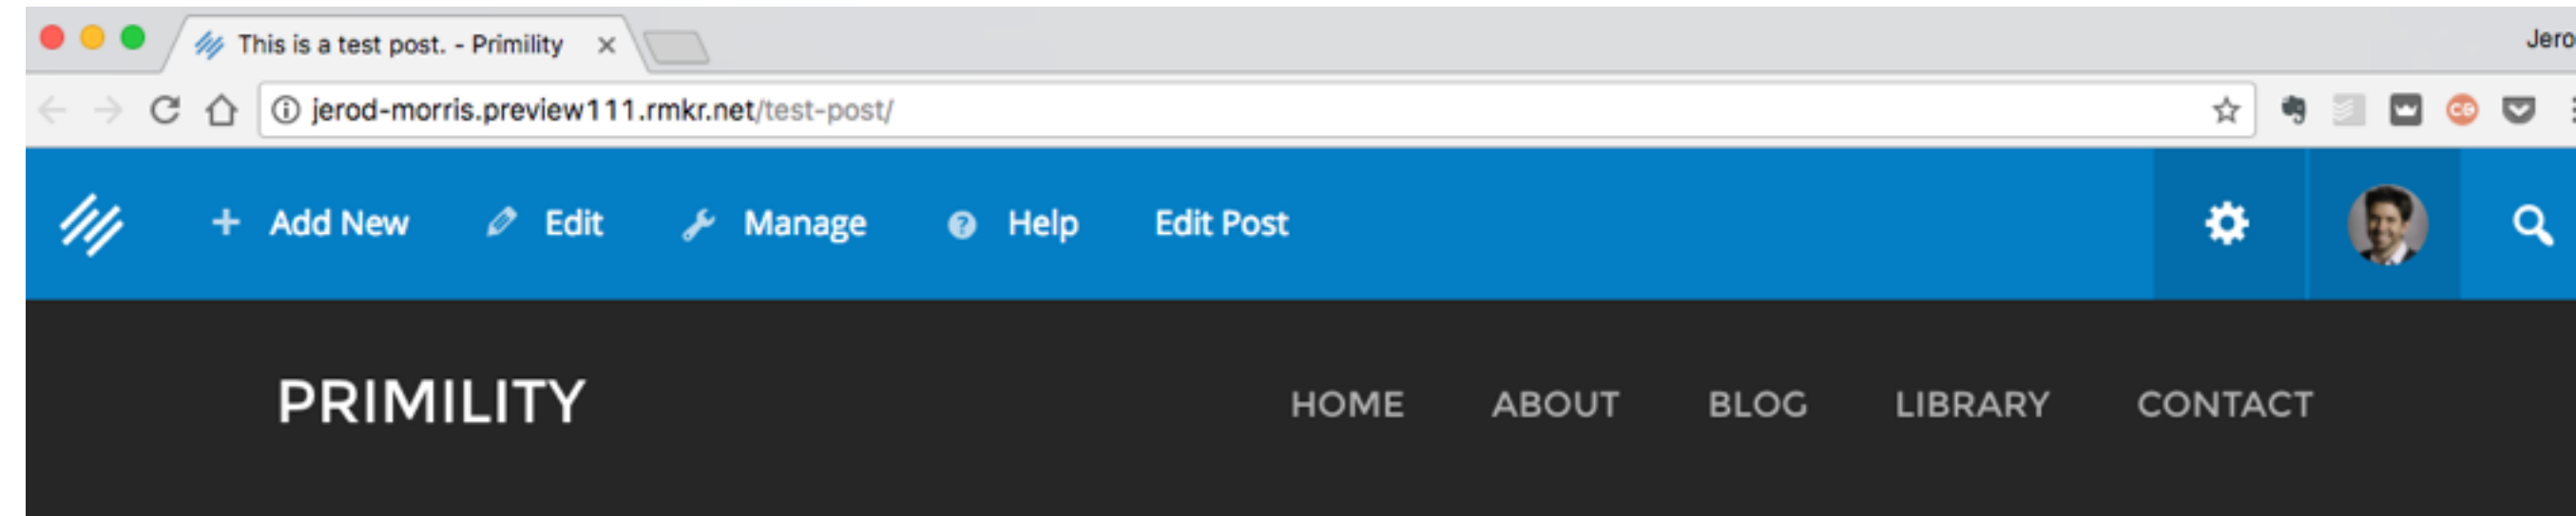 This is a test post. - Primility
Jero
jerod-morris.preview111.rmkr.net/test-post/
Add New Edit Manage Help Edit Post
PRIMILITY HOME ABOUT BLOG LIBRARY CONTACT